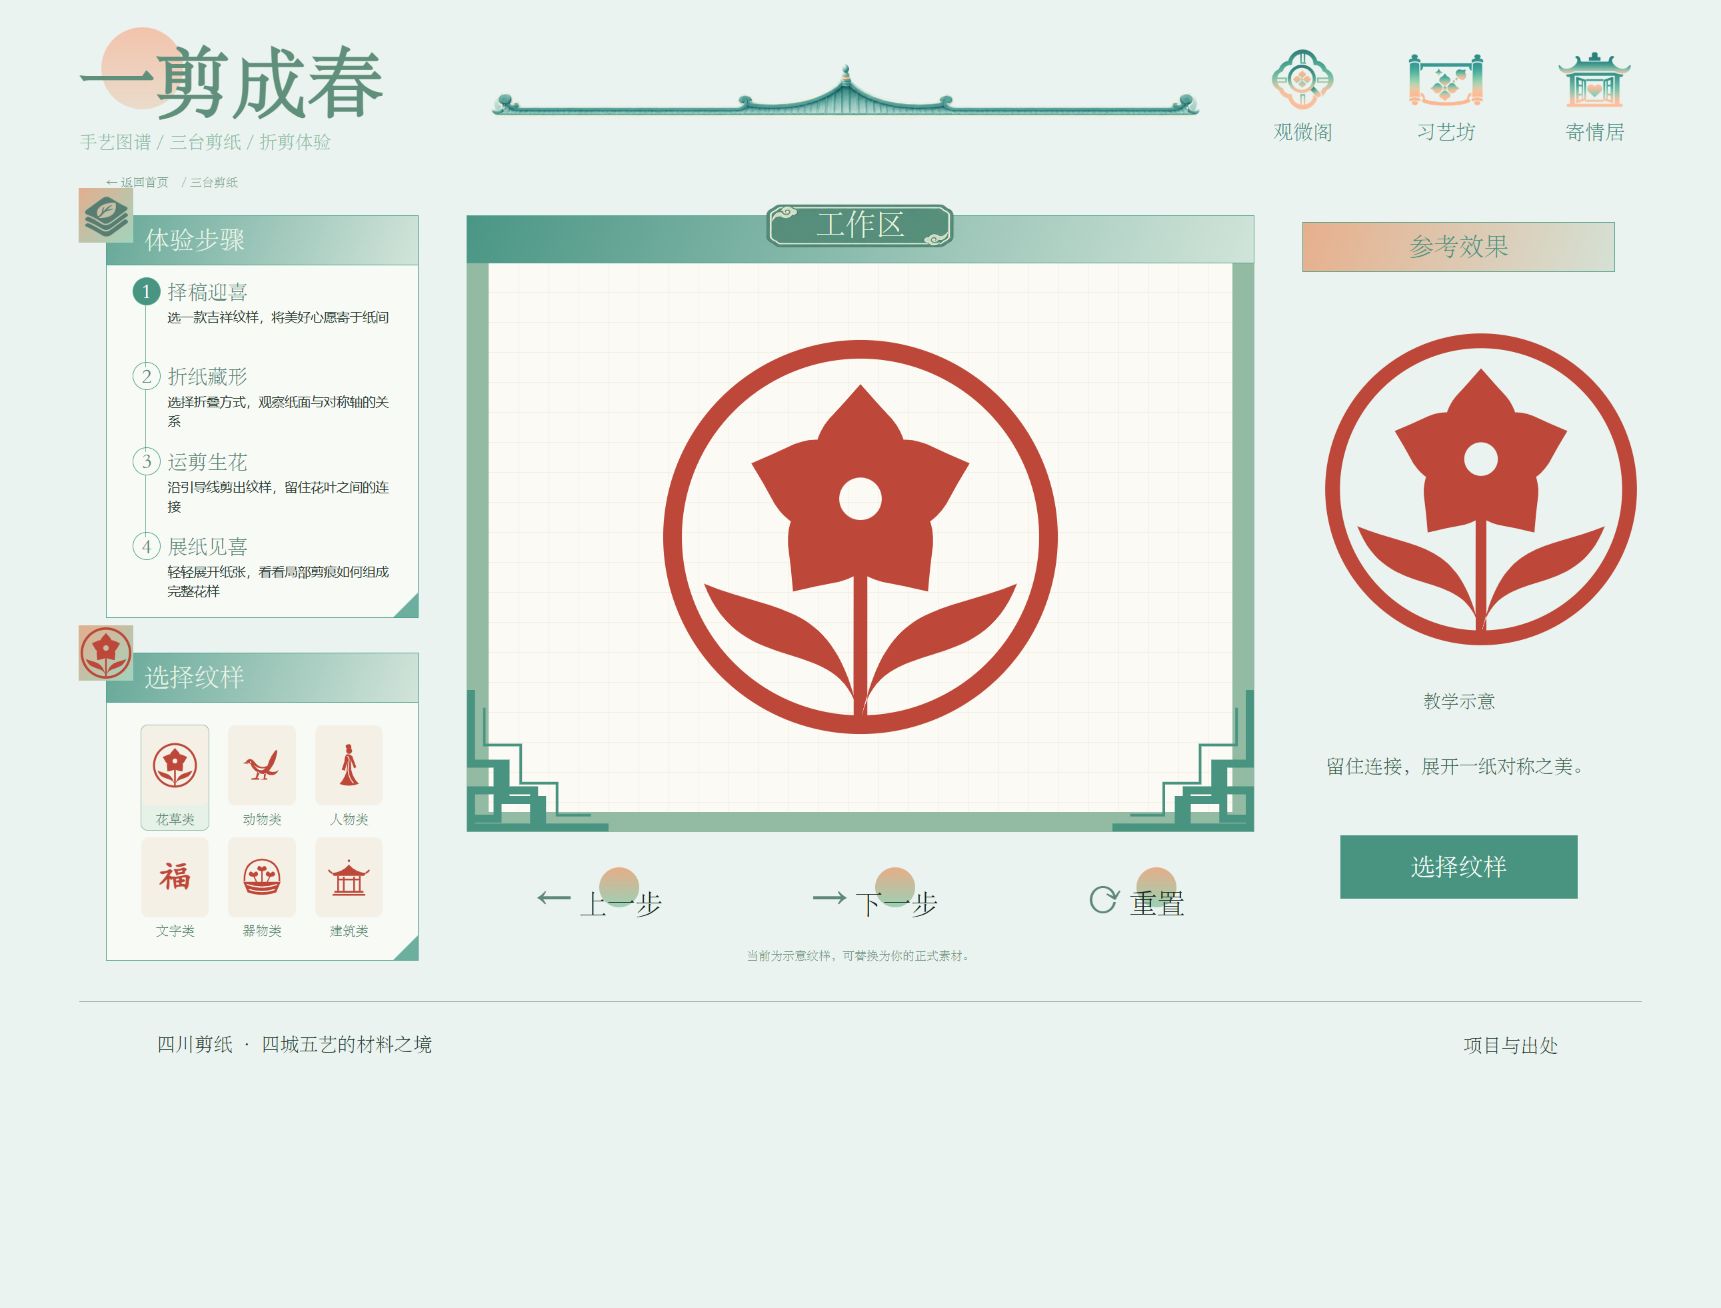 一剪成春
手艺图谱 / 三台剪纸 / 折剪体验
观微阁
习艺坊
寄情居
← 返回首页 / 三台剪纸
体验步骤
1 择稿迎喜
选一款吉祥纹样，将美好心愿寄于纸间
2 折纸藏形
选择折叠方式，观察纸面与对称轴的关
系
3 运剪生花
沿引导线剪出纹样，留住花叶之间的连
接
4 展纸见喜
轻轻展开纸张，看看局部剪痕如何组成
完整花样
选择纹样
花草类
动物类
人物类
福
文字类
器物类
建筑类
工作区
← 上一步
→ 下一步
重置
当前为示意纹样，可替换为你的正式素材。
参考效果
教学示意
留住连接，展开一纸对称之美。
选择纹样
四川剪纸 · 四城五艺的材料之境
项目与出处